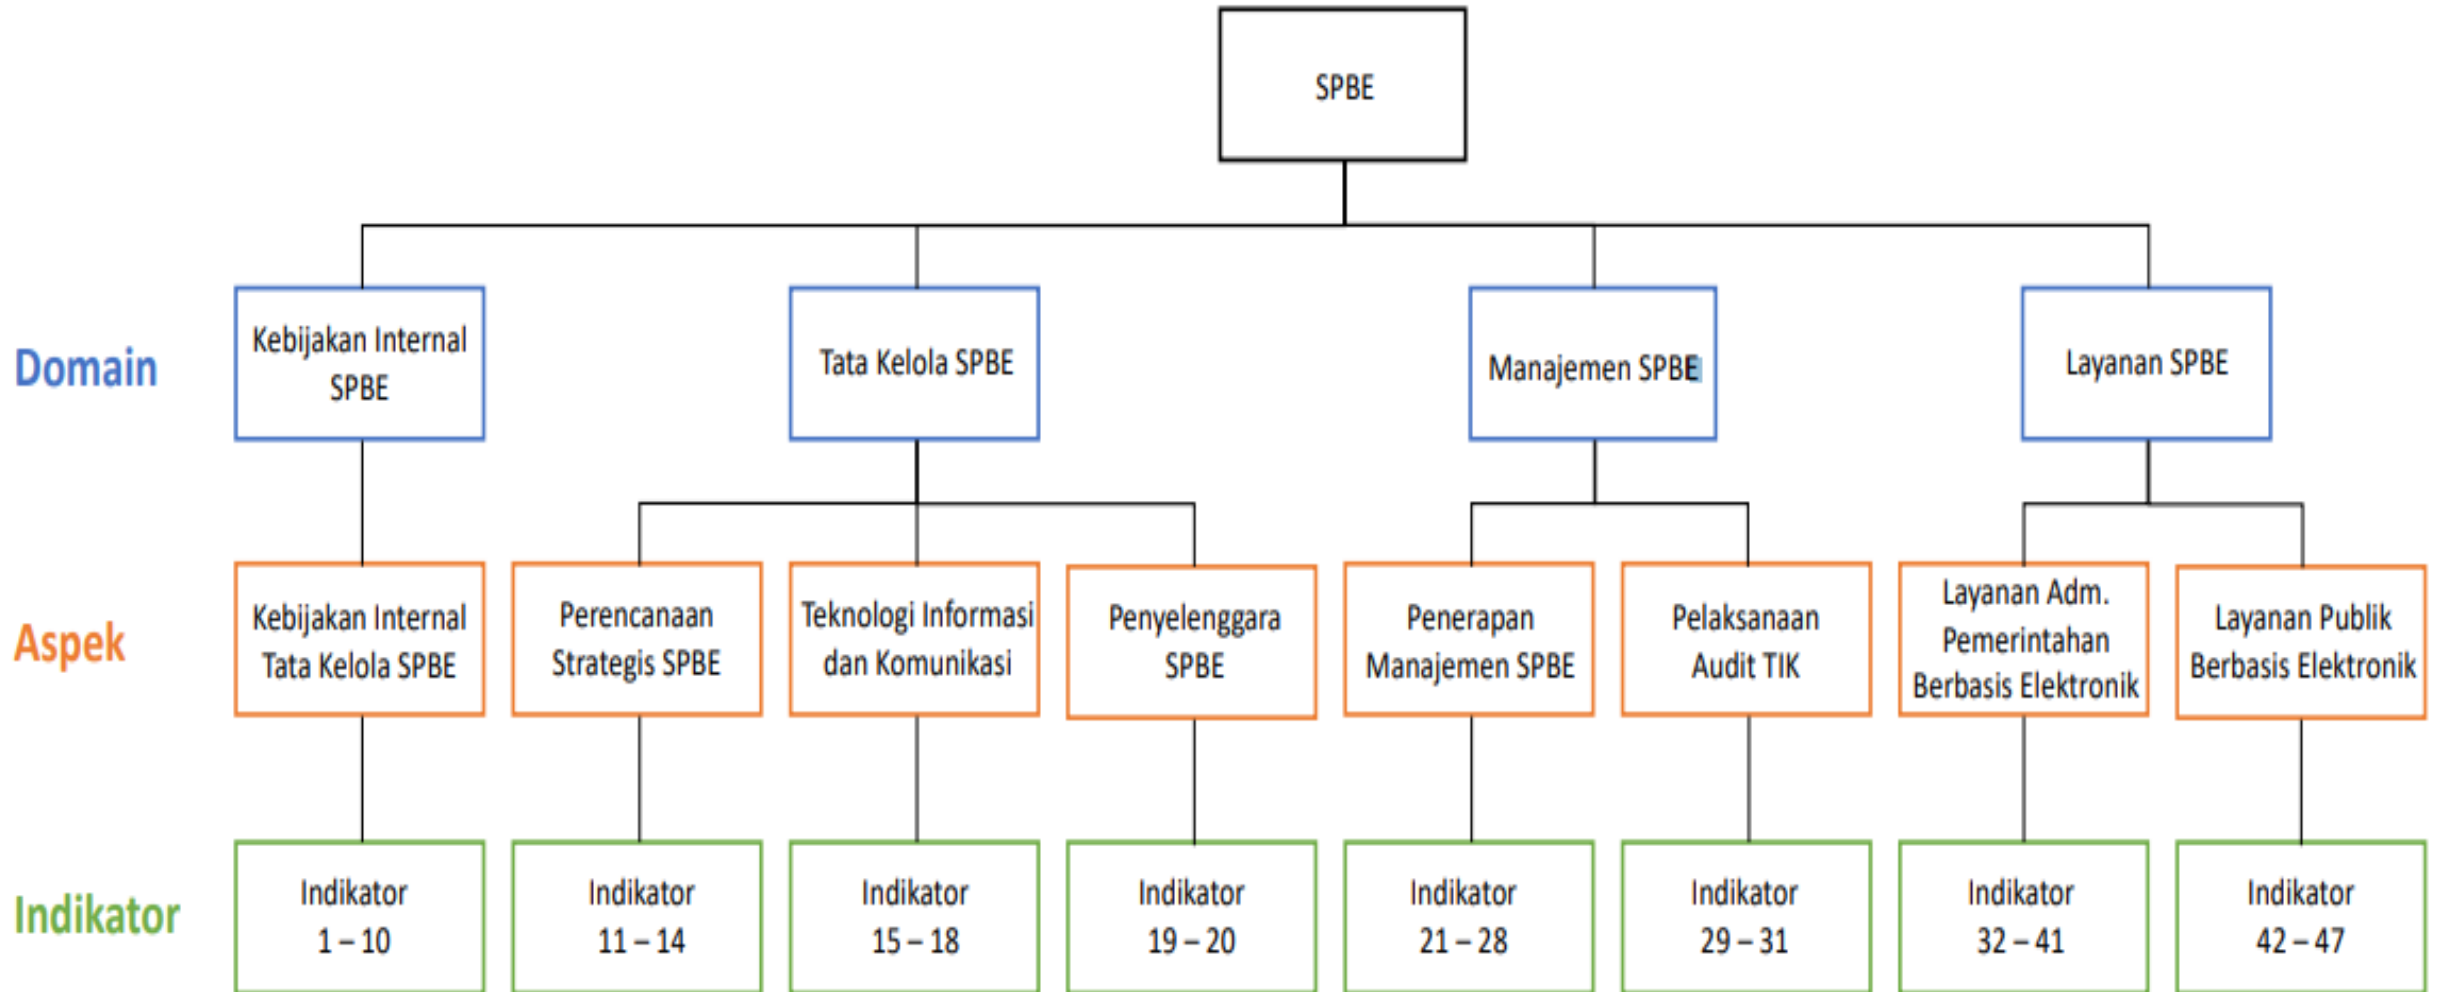 SPBE
Domain
Kebijakan Internal
SPBE
Tata Kelola SPBE
Manajemen SPBE
Layanan SPBE
Aspek
Kebijakan Internal
Tata Kelola SPBE
Perencanaan
Strategis SPBE
Teknologi Informasi
dan Komunikasi
Penyelenggara
SPBE
Penerapan
Manajemen SPBE
Pelaksanaan
Audit TIK
Layanan Adm.
Pemerintahan
Berbasis Elektronik
Layanan Publik
Berbasis Elektronik
Indikator
Indikator
1 – 10
Indikator
11 – 14
Indikator
15 – 18
Indikator
19 – 20
Indikator
21 – 28
Indikator
29 – 31
Indikator
32 – 41
Indikator
42 – 47